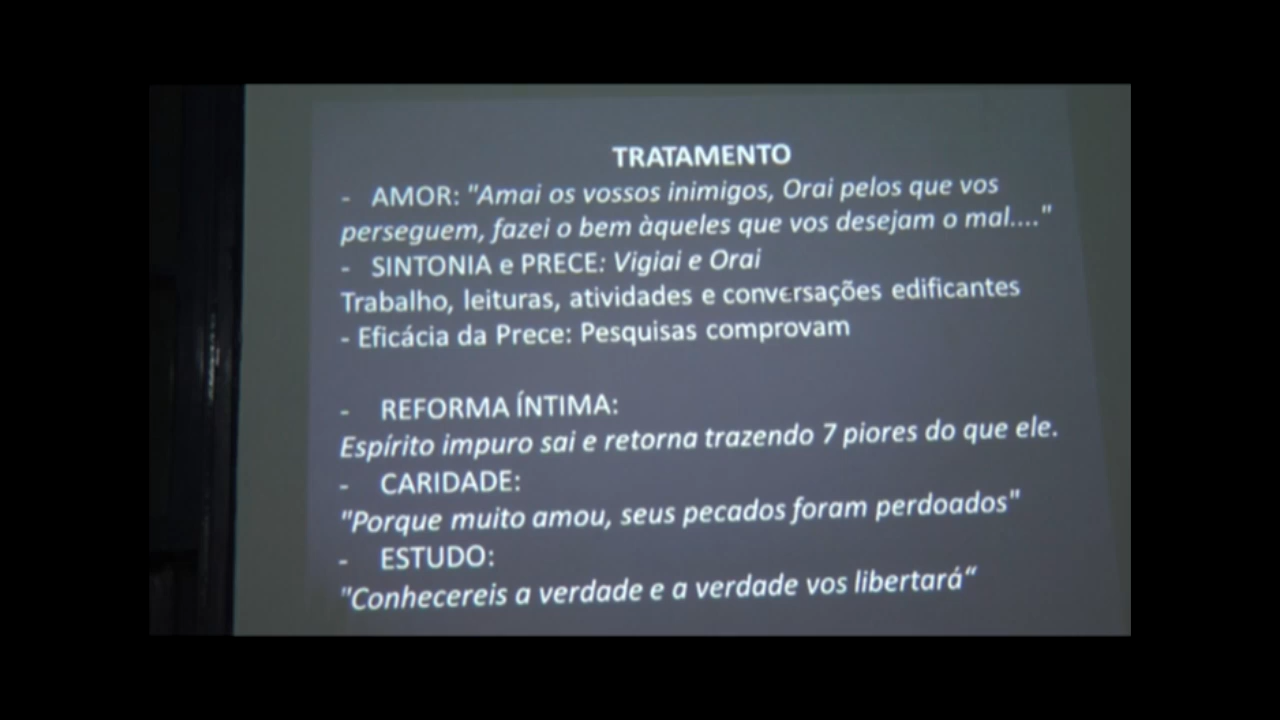 TRATAMENTO
- AMOR: "Amai os vossos inimigos, Orai pelos que vos
perseguem, fazei o bem àqueles que vos desejam o mal...."
- SINTONIA e PRECE: Vigiai e Orai
Trabalho, leituras, atividades e conversações edificantes
- Eficácia da Prece: Pesquisas comprovam
- REFORMA ÍNTIMA:
Espírito impuro sai e retorna trazendo 7 piores do que ele.
- CARIDADE:
"Porque muito amou, seus pecados foram perdoados"
- ESTUDO:
"Conhecereis a verdade e a verdade vos libertará“